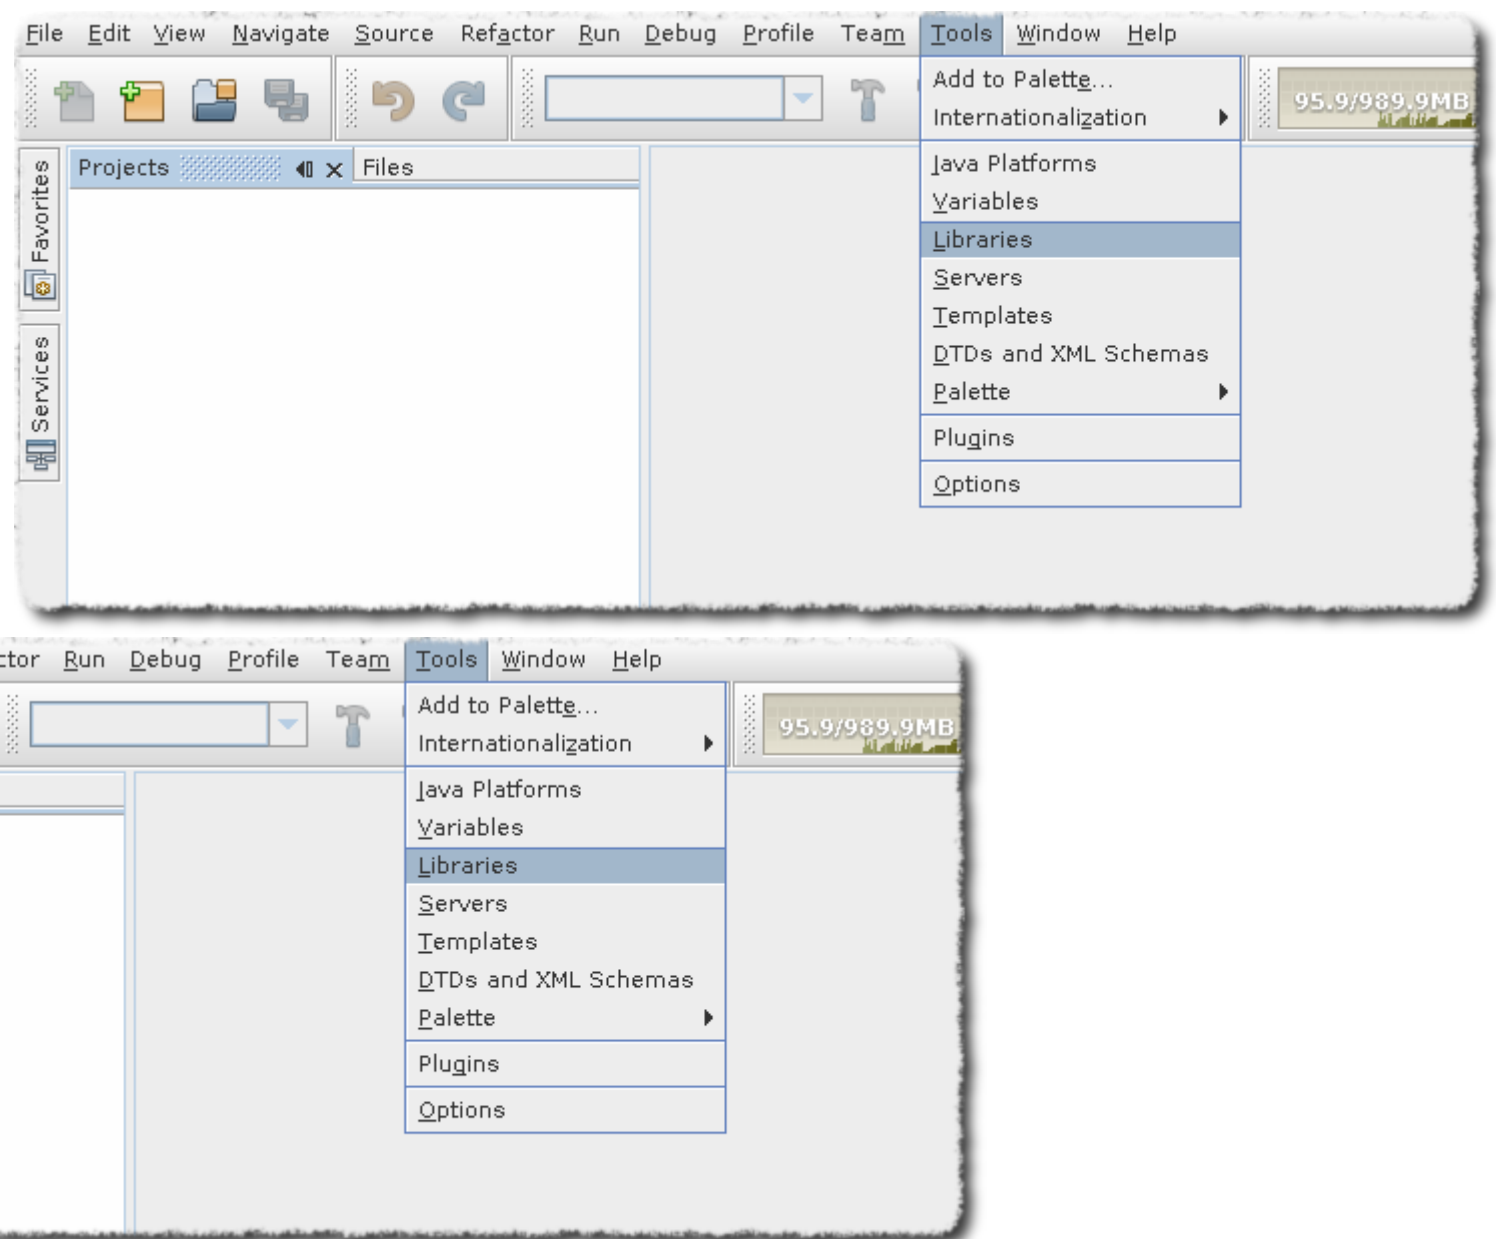 File Edit View Navigate Source Refactor Run Debug Profile Team Tools Window Help
Add to Palette...
95.9/989.9MB
Internationalization
Projects Files
Java Platforms
Favorites
Variables
Libraries
Servers
Templates
Services
DTDs and XML Schemas
Palette
Plugins
Options
ctor Run Debug Profile Team Tools Window Help
Add to Palette...
95.9/989.9MB
Internationalization
Java Platforms
Variables
Libraries
Servers
Templates
DTDs and XML Schemas
Palette
Plugins
Options